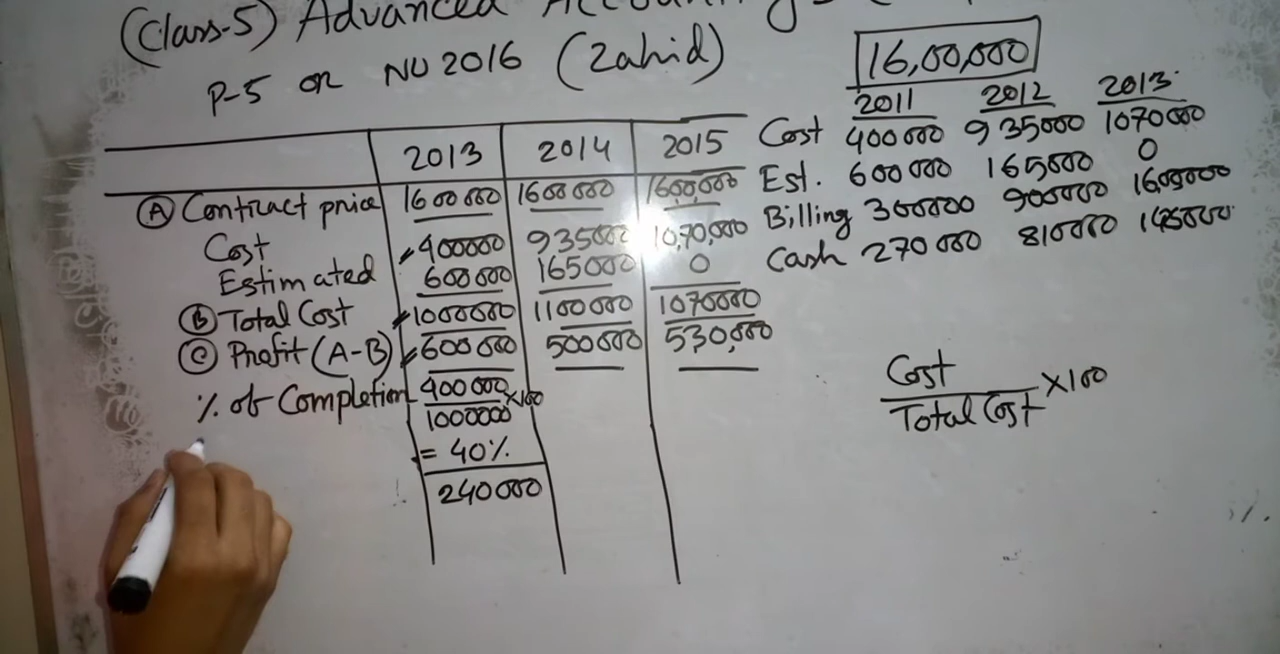 (Class-5) Advanced Accounting
P-5 or NU 2016 (Zahid)
16,00,000
2011 2012 2013
Cost 400000 935000 1070000
Est. 600000 165000 0
Billing 300000 900000
Cash 270000 810000
2013 2014 2015
(A) Contract price 1600000 1600000 1600,000
Cost 400000 935000 10,70,000
Estimated 600000 165000 0
(B) Total Cost 1000000 1100000 1070000
(C) Profit (A-B) 600000 500000 530,000
% of Completion 400000 ×100
1000000
= 40%
240000
Cost ×100
Total Cost